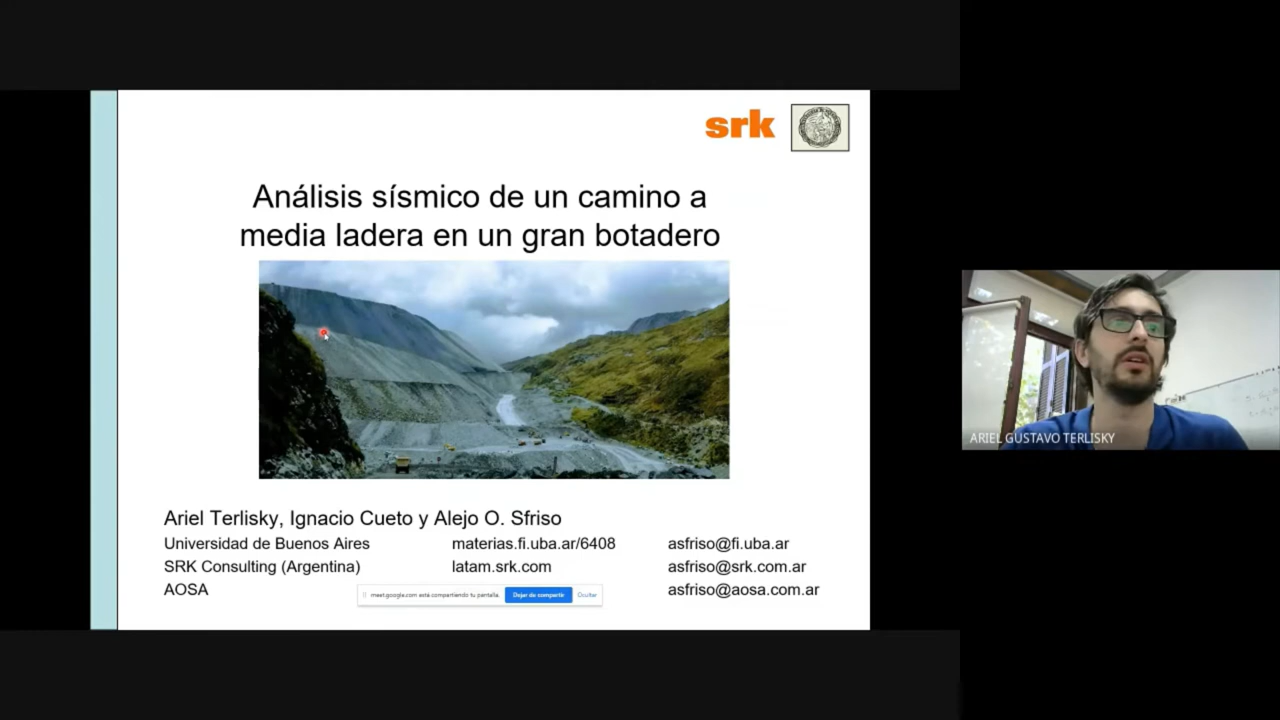 srk
Análisis sísmico de un camino a
media ladera en un gran botadero
Ariel Terlisky, Ignacio Cueto y Alejo O. Sfriso
Universidad de Buenos Aires materias.fi.uba.ar/6408 asfriso@fi.uba.ar
SRK Consulting (Argentina) latam.srk.com asfriso@srk.com.ar
AOSA asfriso@aosa.com.ar
meet.google.com está compartiendo tu pantalla. Dejar de compartir Ocultar
ARIEL GUSTAVO TERLISKY